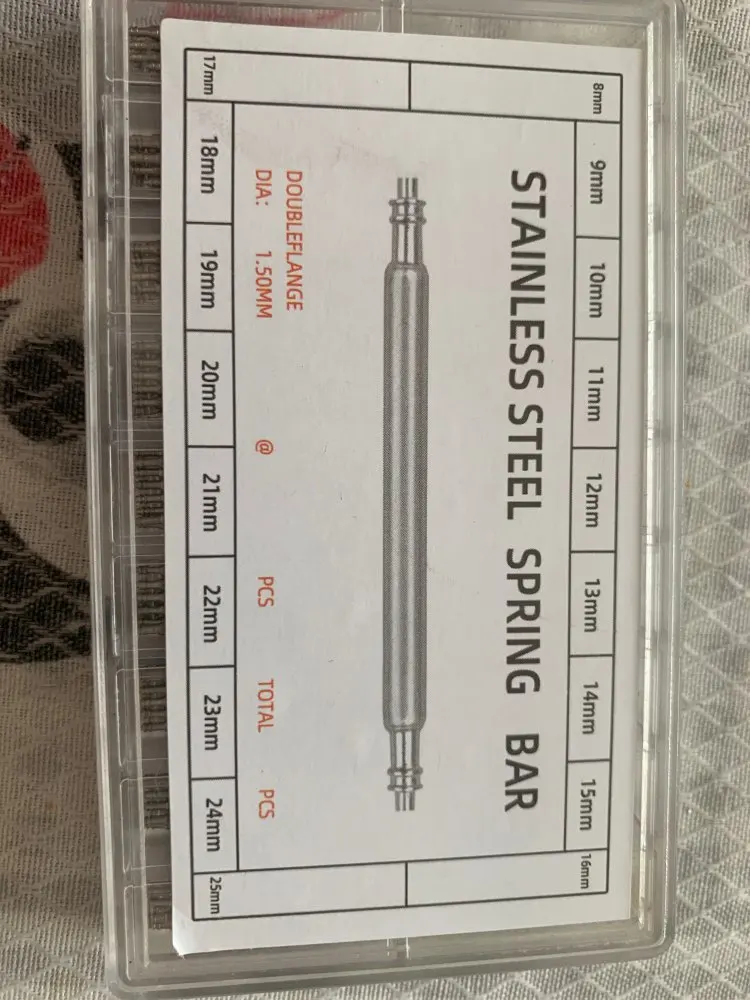 8mm 9mm 10mm 11mm 12mm 13mm 14mm 15mm 16mm
STAINLESS STEEL SPRING BAR
DOUBLEFLANGE
DIA: 1.50MM @ PCS TOTAL PCS
17mm 18mm 19mm 20mm 21mm 22mm 23mm 24mm 25mm